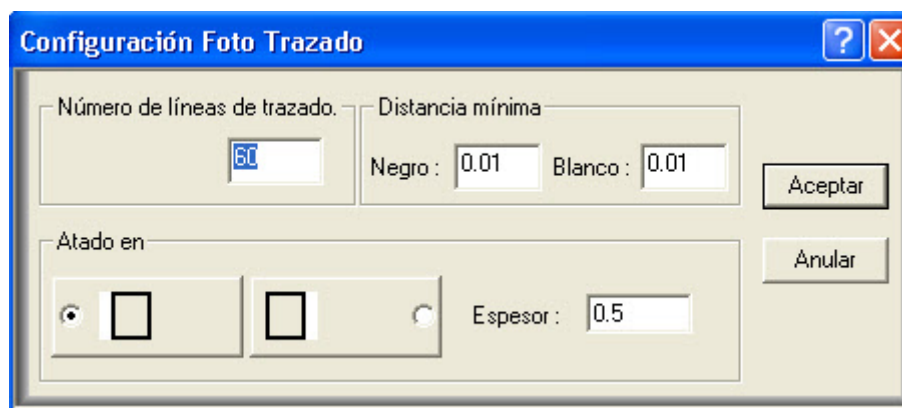 Configuración Foto Trazado
Número de líneas de trazado.
60
Distancia mínima
Negro : 0.01 Blanco : 0.01
Aceptar
Anular
Atado en
Espesor : 0.5